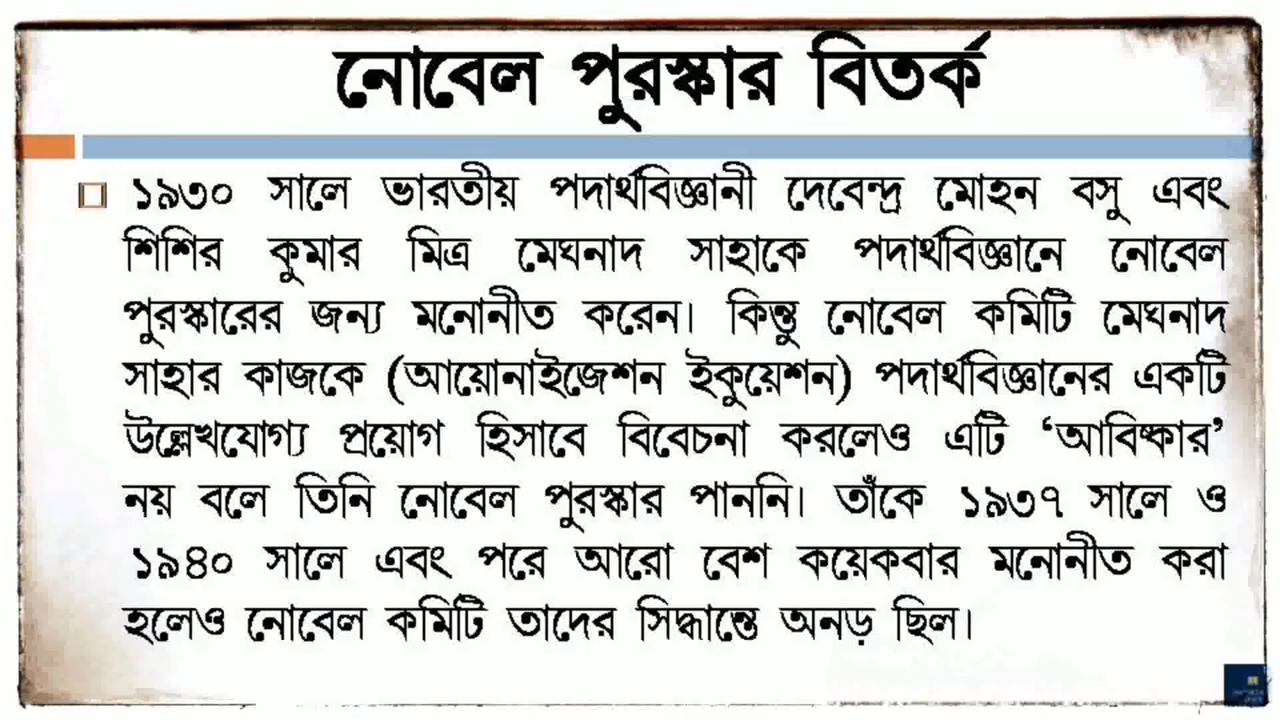 নোবেল পুরস্কার বিতর্ক
১৯৩০ সালে ভারতীয় পদার্থবিজ্ঞানী দেবেন্দ্র মোহন বসু এবং
শিশির কুমার মিত্র মেঘনাদ সাহাকে পদার্থবিজ্ঞানে নোবেল
পুরস্কারের জন্য মনোনীত করেন। কিন্তু নোবেল কমিটি মেঘনাদ
সাহার কাজকে (আয়োনাইজেশন ইকুয়েশন) পদার্থবিজ্ঞানের একটি
উল্লেখযোগ্য প্রয়োগ হিসাবে বিবেচনা করলেও এটি ‘আবিষ্কার’
নয় বলে তিনি নোবেল পুরস্কার পাননি। তাঁকে ১৯৩৭ সালে ও
১৯৪০ সালে এবং পরে আরো বেশ কয়েকবার মনোনীত করা
হলেও নোবেল কমিটি তাদের সিদ্ধান্তে অনড় ছিল।